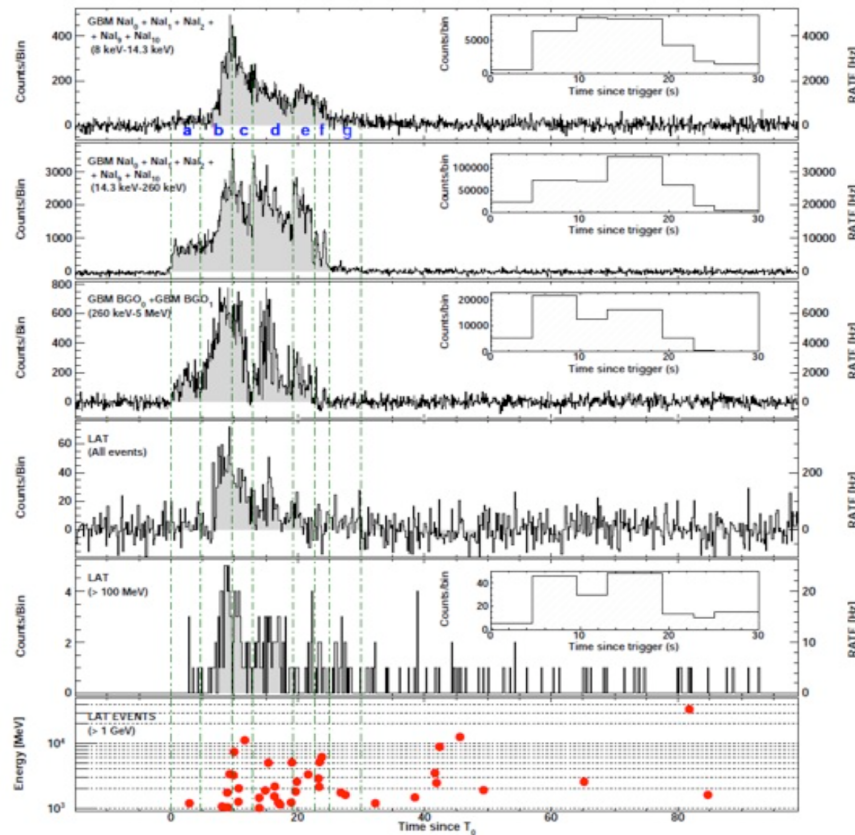 GBM NaI0 + NaI1 + NaI2 +
+ NaI9 + NaI10
(8 keV-14.3 keV)
Counts/Bin
400
200
0
RATE [Hz]
4000
2000
0
Counts/bin
5000
0
0 10 20 30
Time since trigger (s)
a b c d e f g
GBM NaI0 + NaI1 + NaI2 +
+ NaI9 + NaI10
(14.3 keV-260 keV)
Counts/Bin
3000
2000
1000
0
RATE [Hz]
30000
20000
10000
0
Counts/bin
100000
50000
0
0 10 20 30
Time since trigger (s)
GBM BGO0 +GBM BGO1
(260 keV-5 MeV)
Counts/Bin
800
600
400
200
0
RATE [Hz]
6000
4000
2000
0
Counts/bin
20000
10000
0
0 10 20 30
Time since trigger (s)
LAT
(All events)
Counts/Bin
60
40
20
0
RATE [Hz]
200
0
LAT
(> 100 MeV)
Counts/Bin
4
2
0
RATE [Hz]
20
10
0
Counts/bin
40
20
0
0 10 20 30
Time since trigger (s)
LAT EVENTS
(> 1 GeV)
Energy [MeV]
10⁴
10³
0 20 40 60 80
Time since T0